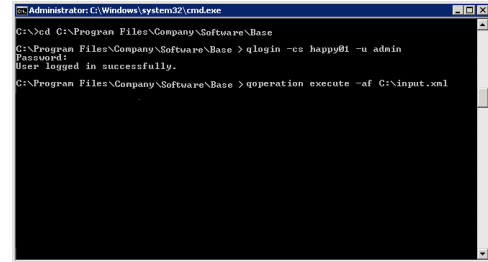 Administrator: C:\Windows\system32\cmd.exe
C:\>cd C:\Program Files\Company\Software\Base
C:\Program Files\Company\Software\Base > qlogin -cs happy01 -u admin
Password:
User logged in successfully.
C:\Program Files\Company\Software\Base > qoperation execute -af C:\input.xml